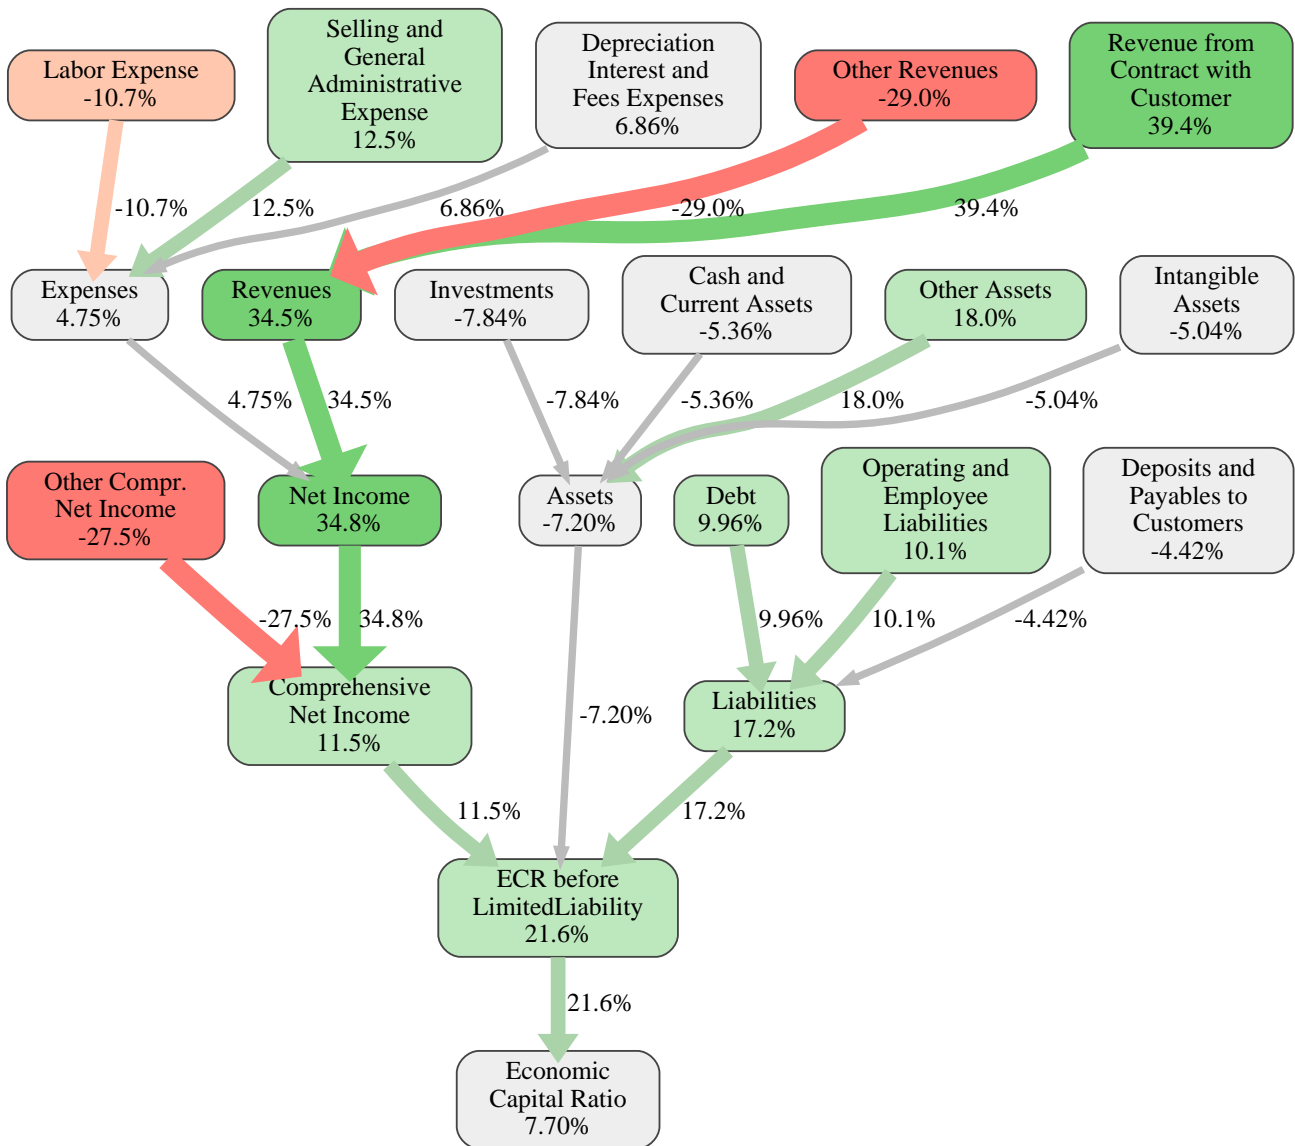 Labor Expense
-10.7%
Selling and
General
Administrative
Expense
12.5%
Depreciation
Interest and
Fees Expenses
6.86%
Other Revenues
-29.0%
Revenue from
Contract with
Customer
39.4%
-10.7%
12.5%
6.86%
-29.0%
39.4%
Expenses
4.75%
Revenues
34.5%
Investments
-7.84%
Cash and
Current Assets
-5.36%
Other Assets
18.0%
Intangible
Assets
-5.04%
4.75%
34.5%
-7.84%
-5.36%
18.0%
-5.04%
Other Compr.
Net Income
-27.5%
Net Income
34.8%
Assets
-7.20%
Debt
9.96%
Operating and
Employee
Liabilities
10.1%
Deposits and
Payables to
Customers
-4.42%
-27.5%
34.8%
9.96%
10.1%
-4.42%
Comprehensive
Net Income
11.5%
-7.20%
Liabilities
17.2%
11.5%
17.2%
ECR before
LimitedLiability
21.6%
21.6%
Economic
Capital Ratio
7.70%